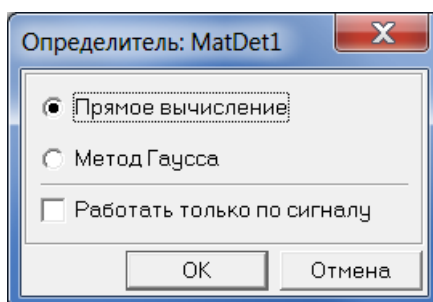 Определитель: MatDet1
Прямое вычисление
Метод Гаусса
Работать только по сигналу
OK
Отмена